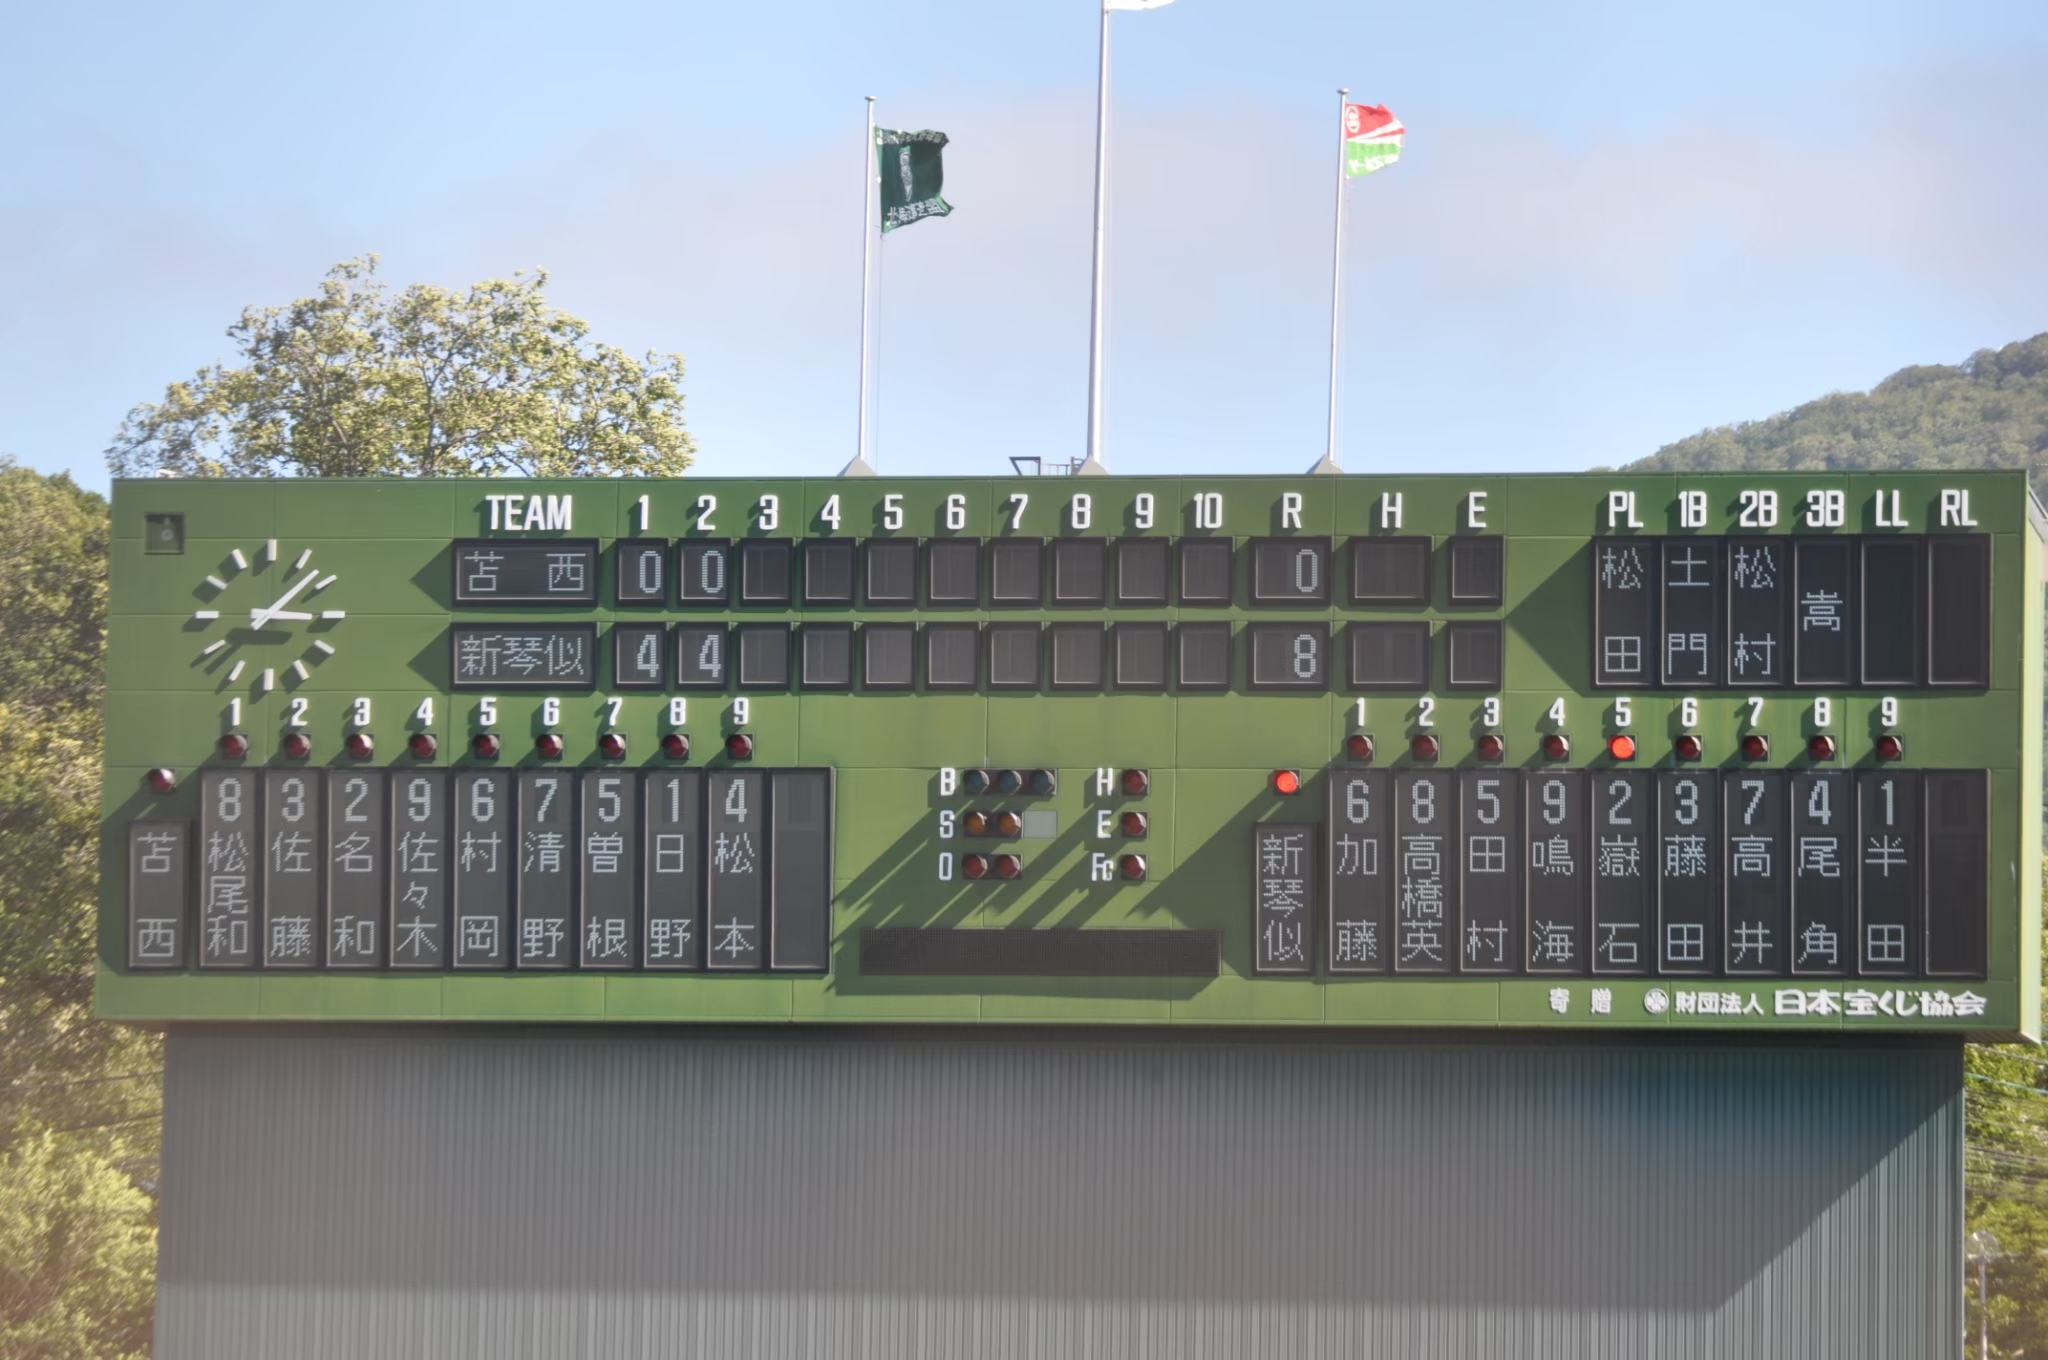 TEAM 1 2 3 4 5 6 7 8 9 10 R H E
苫西 0 0 0
新琴似 4 4 8
PL 1B 2B 3B LL RL
松田 土門 松村 嵩
1 2 3 4 5 6 7 8 9
8 3 2 9 6 7 5 1 4
苫西 松尾和 佐藤 名和 佐々木 村岡 清野 曽根 日野 松本
B H
S E
O Fc
1 2 3 4 5 6 7 8 9
6 8 5 9 2 3 7 4 1
新琴似 加藤 高橋英 田村 鳴海 嶽石 藤田 高井 尾角 半田
寄贈 財団法人 日本宝くじ協会